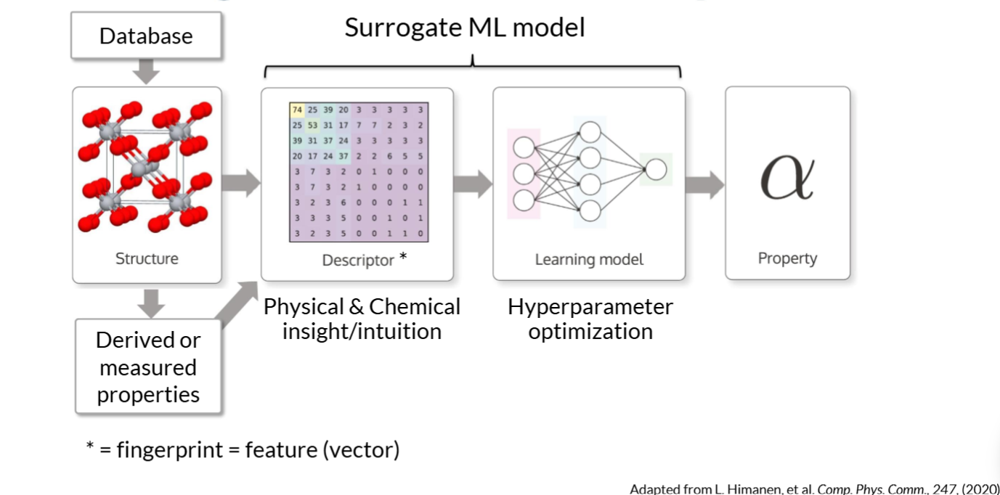 Database
Surrogate ML model
74 25 39 20 3 3 3 3 3
25 53 31 17 7 7 2 3 2
39 31 37 24 3 3 3 3 3
20 17 24 37 2 2 6 5 5
3 7 3 2 0 1 0 0 0
3 7 3 2 1 0 0 0 0
3 2 3 6 0 0 0 1 1
3 3 3 5 0 0 1 0 1
3 2 3 5 0 0 1 1 0
α
Structure
Descriptor *
Learning model
Property
Physical & Chemical
insight/intuition
Hyperparameter
optimization
Derived or
measured
properties
* = fingerprint = feature (vector)
Adapted from L. Himanen, et al. Comp. Phys. Comm., 247, (2020)